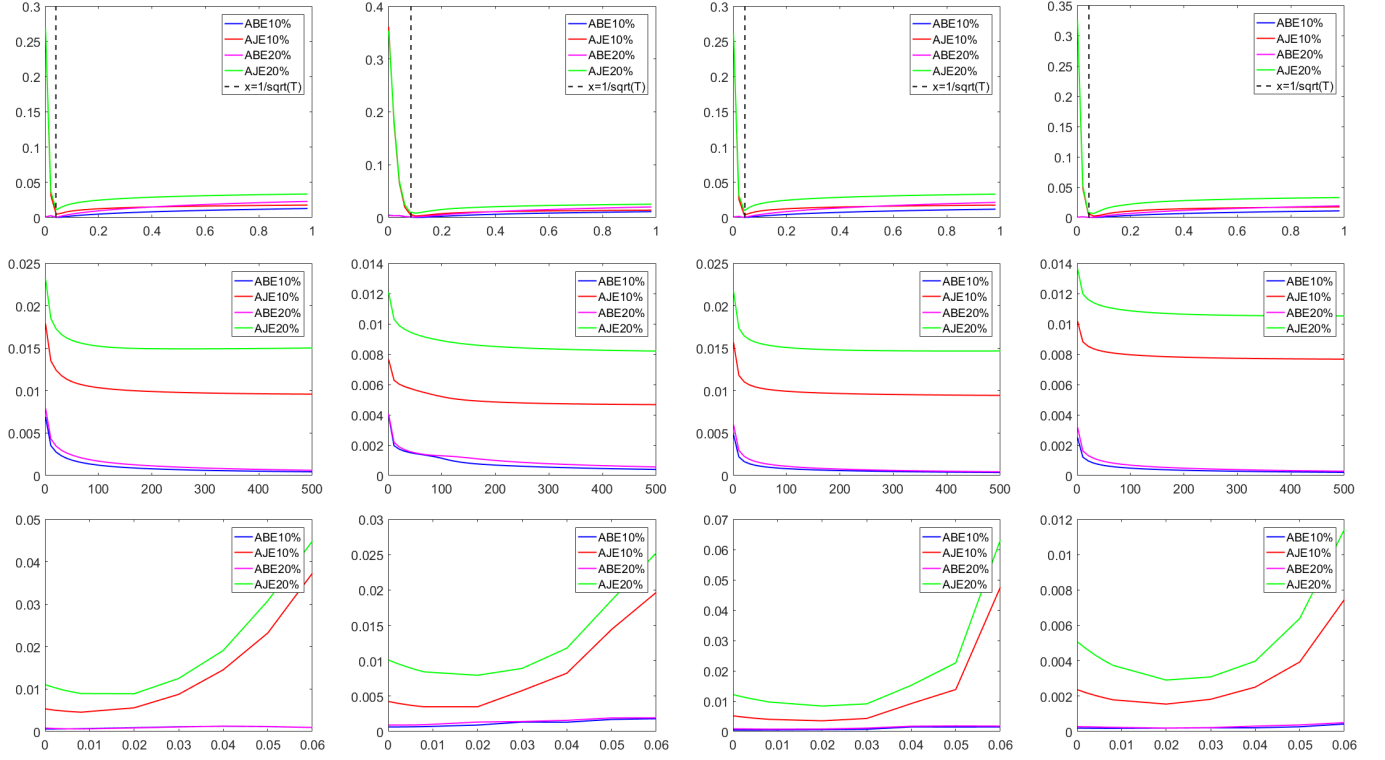 0.3
0.25
0.2
0.15
0.1
0.05
0
0 0.2 0.4 0.6 0.8 1
ABE10%
AJE10%
ABE20%
AJE20%
x=1/sqrt(T)
0.4
0.3
0.2
0.1
0
0 0.2 0.4 0.6 0.8 1
ABE10%
AJE10%
ABE20%
AJE20%
x=1/sqrt(T)
0.3
0.25
0.2
0.15
0.1
0.05
0
0 0.2 0.4 0.6 0.8 1
ABE10%
AJE10%
ABE20%
AJE20%
x=1/sqrt(T)
0.35
0.3
0.25
0.2
0.15
0.1
0.05
0
0 0.2 0.4 0.6 0.8 1
ABE10%
AJE10%
ABE20%
AJE20%
x=1/sqrt(T)
0.025
0.02
0.015
0.01
0.005
0
0 100 200 300 400 500
ABE10%
AJE10%
ABE20%
AJE20%
0.014
0.012
0.01
0.008
0.006
0.004
0.002
0
0 100 200 300 400 500
ABE10%
AJE10%
ABE20%
AJE20%
0.025
0.02
0.015
0.01
0.005
0
0 100 200 300 400 500
ABE10%
AJE10%
ABE20%
AJE20%
0.014
0.012
0.01
0.008
0.006
0.004
0.002
0
0 100 200 300 400 500
ABE10%
AJE10%
ABE20%
AJE20%
0.05
0.04
0.03
0.02
0.01
0
0 0.01 0.02 0.03 0.04 0.05 0.06
ABE10%
AJE10%
ABE20%
AJE20%
0.03
0.025
0.02
0.015
0.01
0.005
0
0 0.01 0.02 0.03 0.04 0.05 0.06
ABE10%
AJE10%
ABE20%
AJE20%
0.07
0.06
0.05
0.04
0.03
0.02
0.01
0
0 0.01 0.02 0.03 0.04 0.05 0.06
ABE10%
AJE10%
ABE20%
AJE20%
0.012
0.01
0.008
0.006
0.004
0.002
0
0 0.01 0.02 0.03 0.04 0.05 0.06
ABE10%
AJE10%
ABE20%
AJE20%